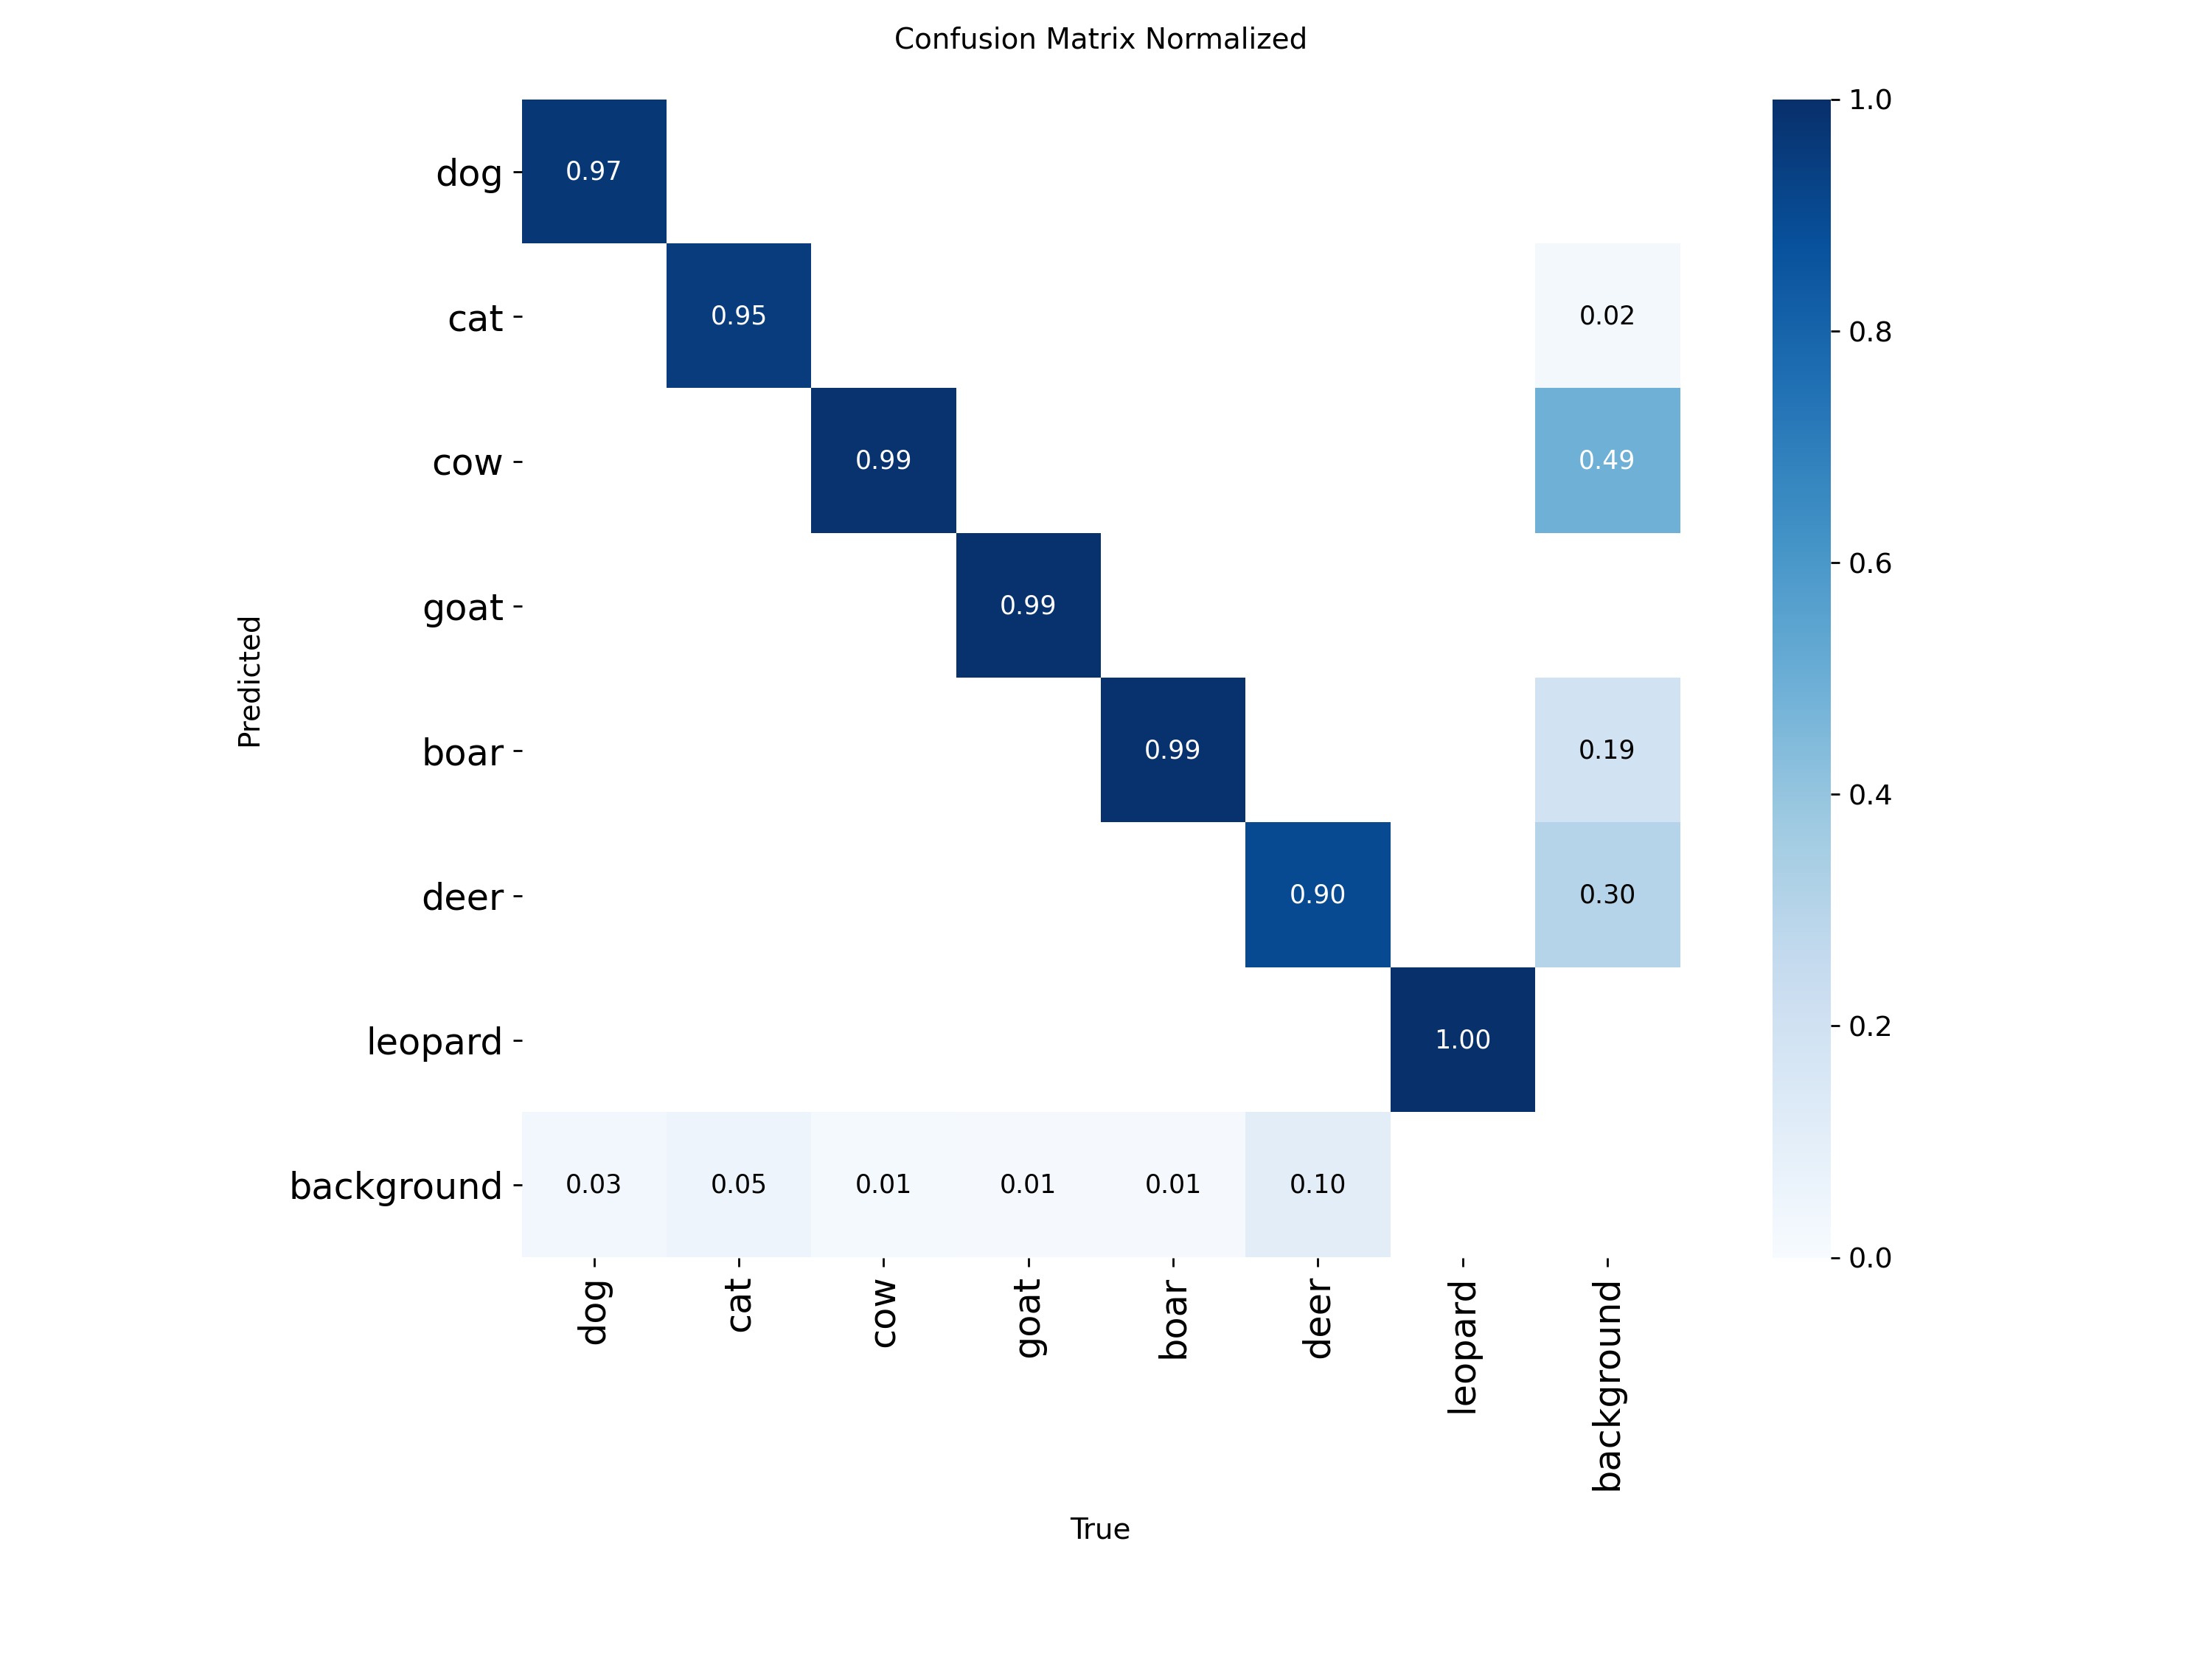 Confusion Matrix Normalized
Predicted
dog
cat
cow
goat
boar
deer
leopard
background
0.97
0.95 0.02
0.99 0.49
0.99
0.99 0.19
0.90 0.30
1.00
0.03 0.05 0.01 0.01 0.01 0.10
dog cat cow goat boar deer leopard background
True
1.0
0.8
0.6
0.4
0.2
0.0